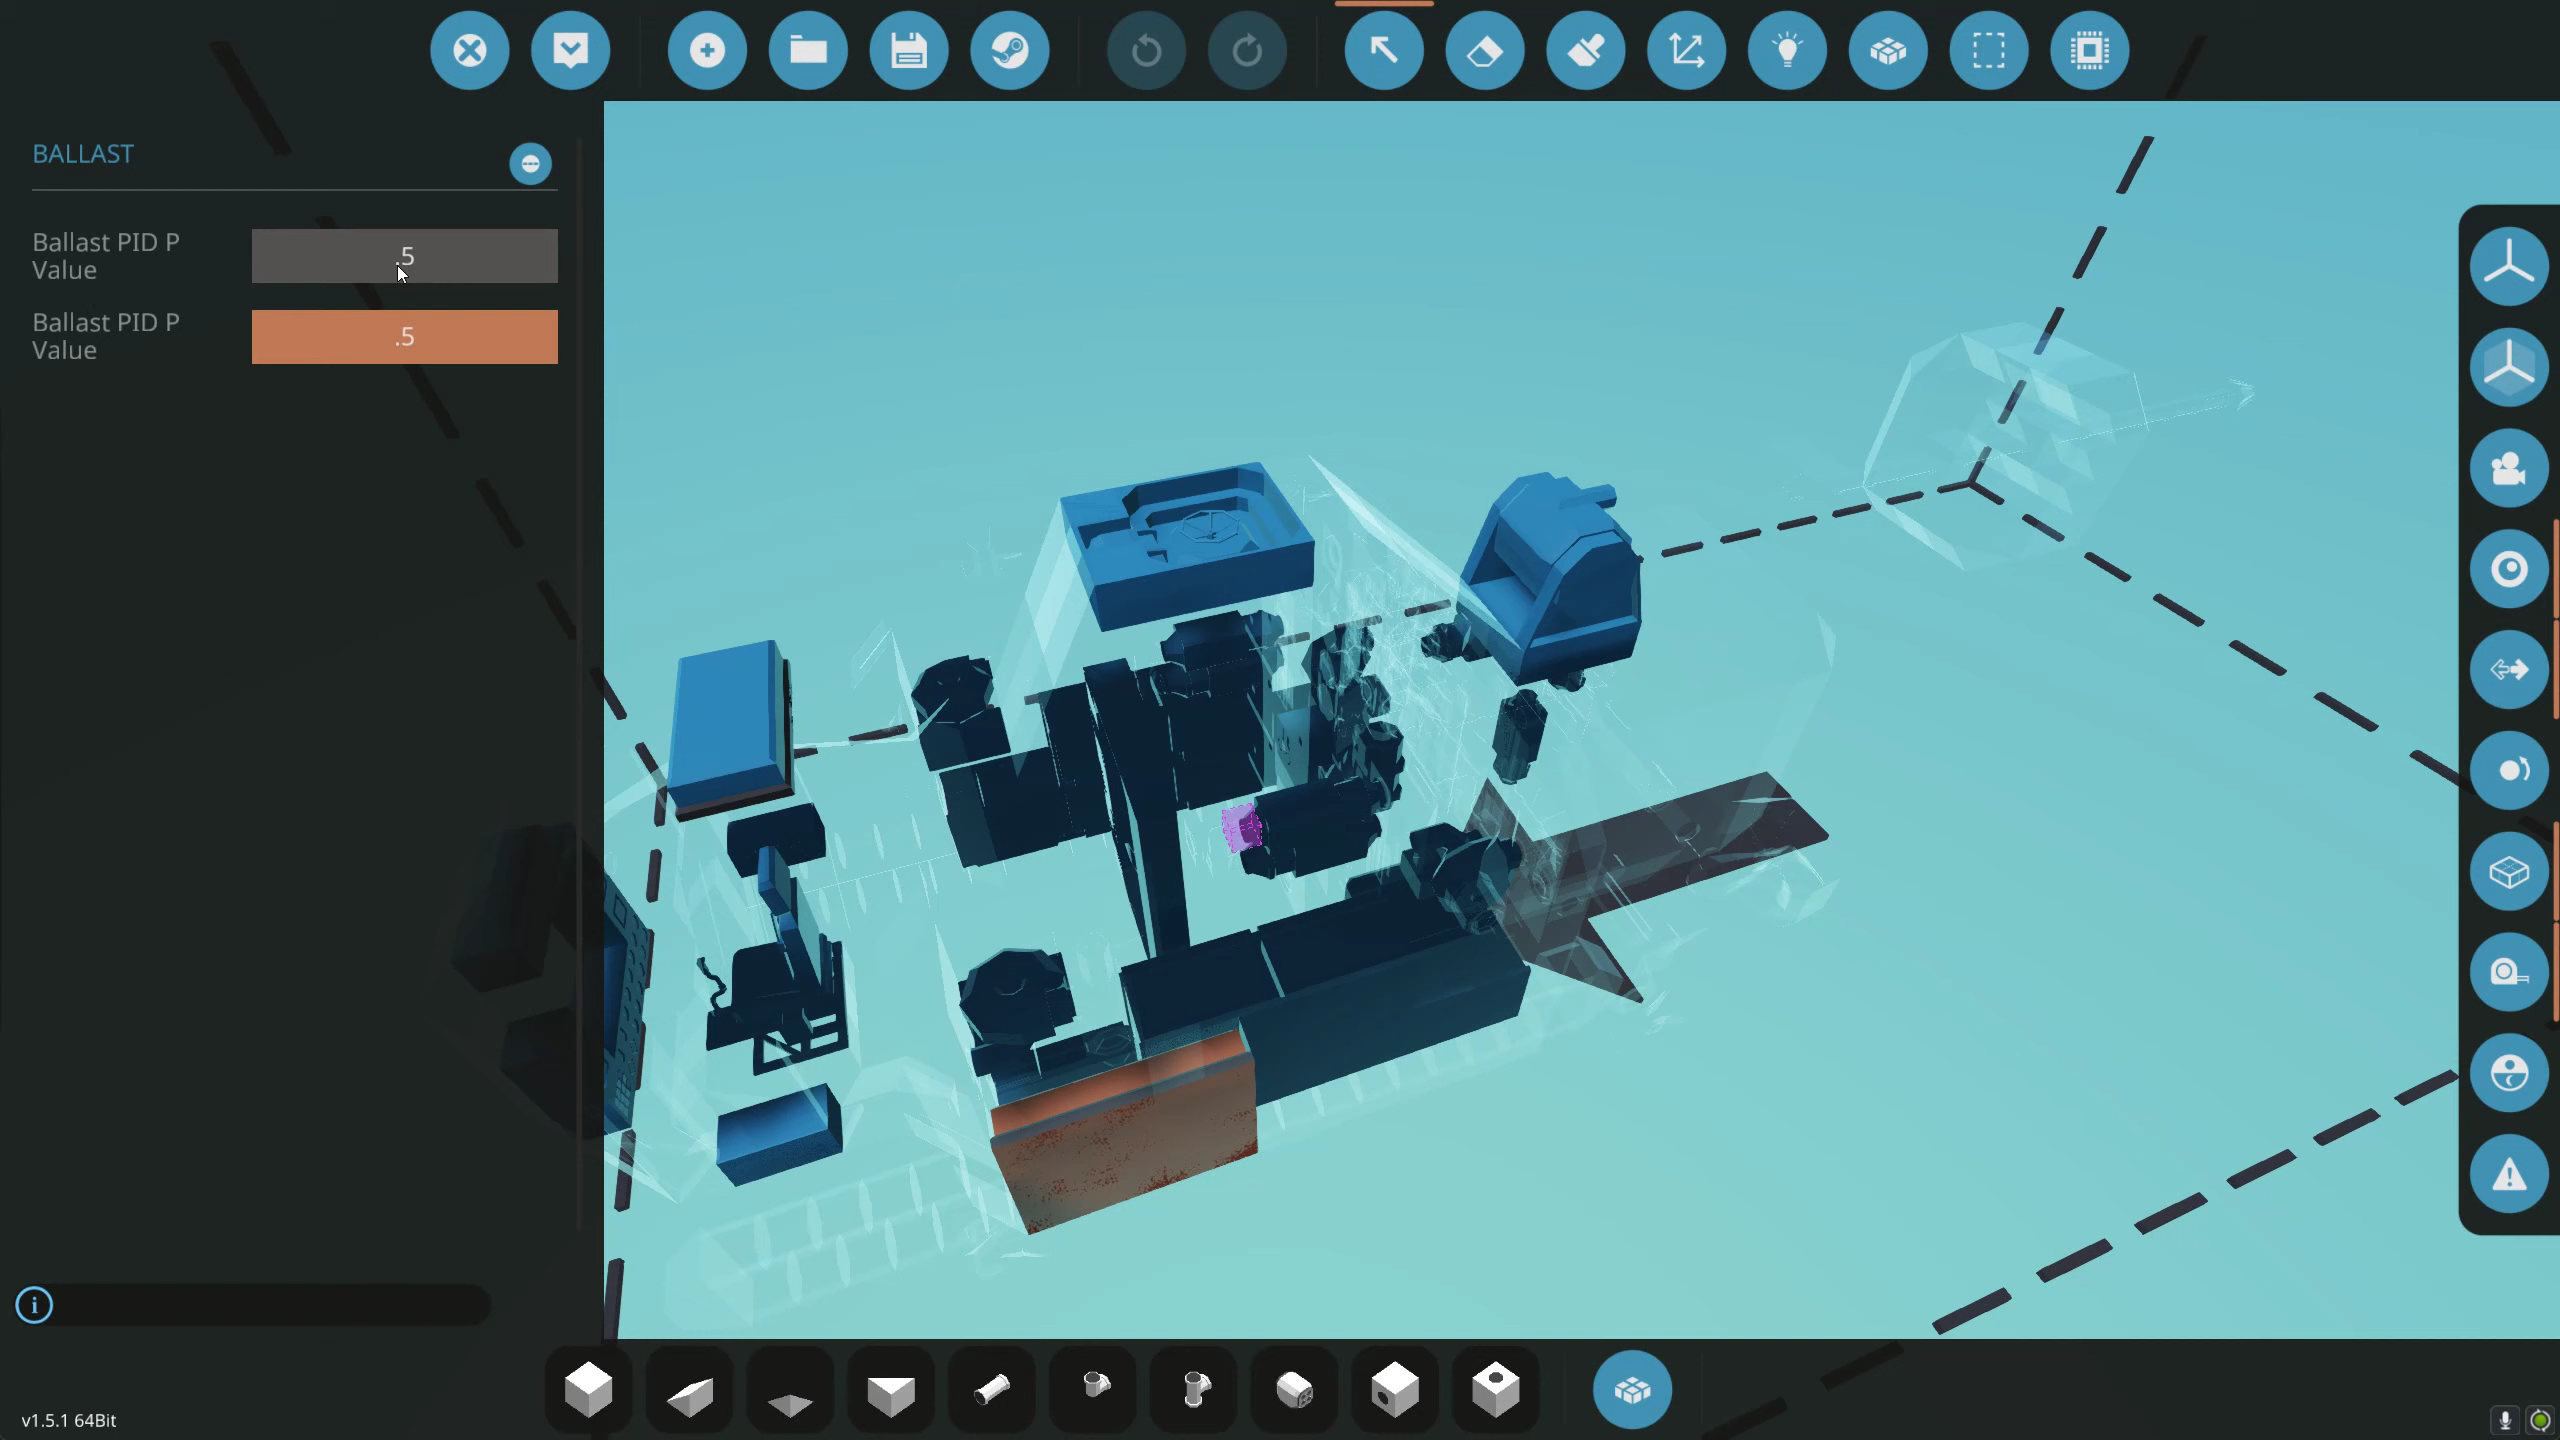 BALLAST
Ballast PID P
Value
.5
Ballast PID P
Value
.5
v1.5.1 64Bit